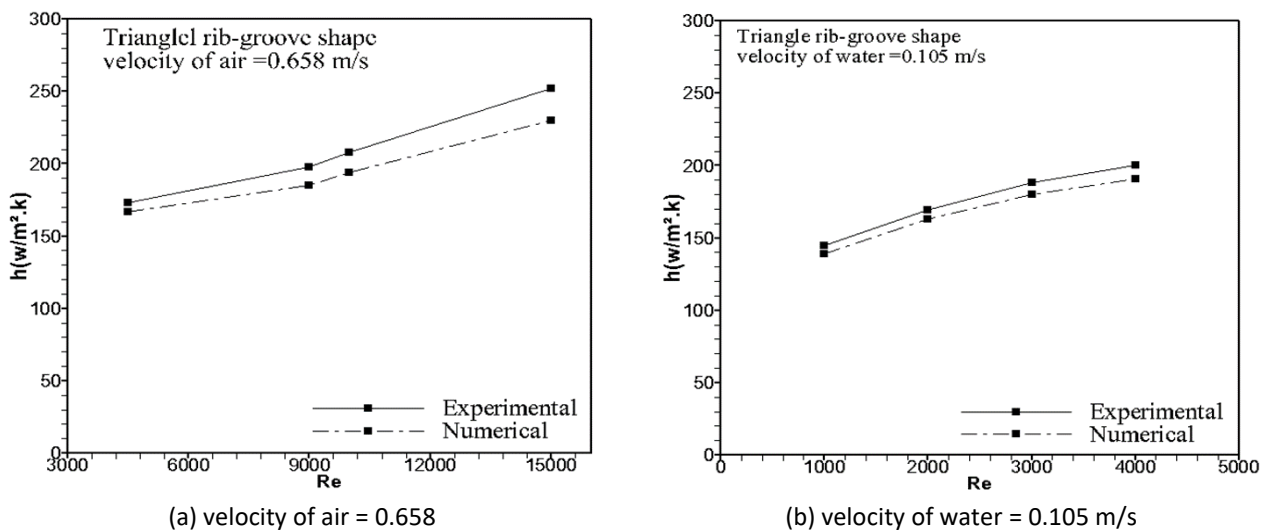 300
250
200
150
100
50
0
h(w/m².k)
Trianglel rib-groove shape
velocity of air =0.658 m/s
Experimental
Numerical
3000 6000 9000 12000 15000
Re
(a) velocity of air = 0.658
300
250
200
150
100
50
0
h(w/m².k)
Triangle rib-groove shape
velocity of water =0.105 m/s
Experimental
Numerical
0 1000 2000 3000 4000 5000
Re
(b) velocity of water = 0.105 m/s